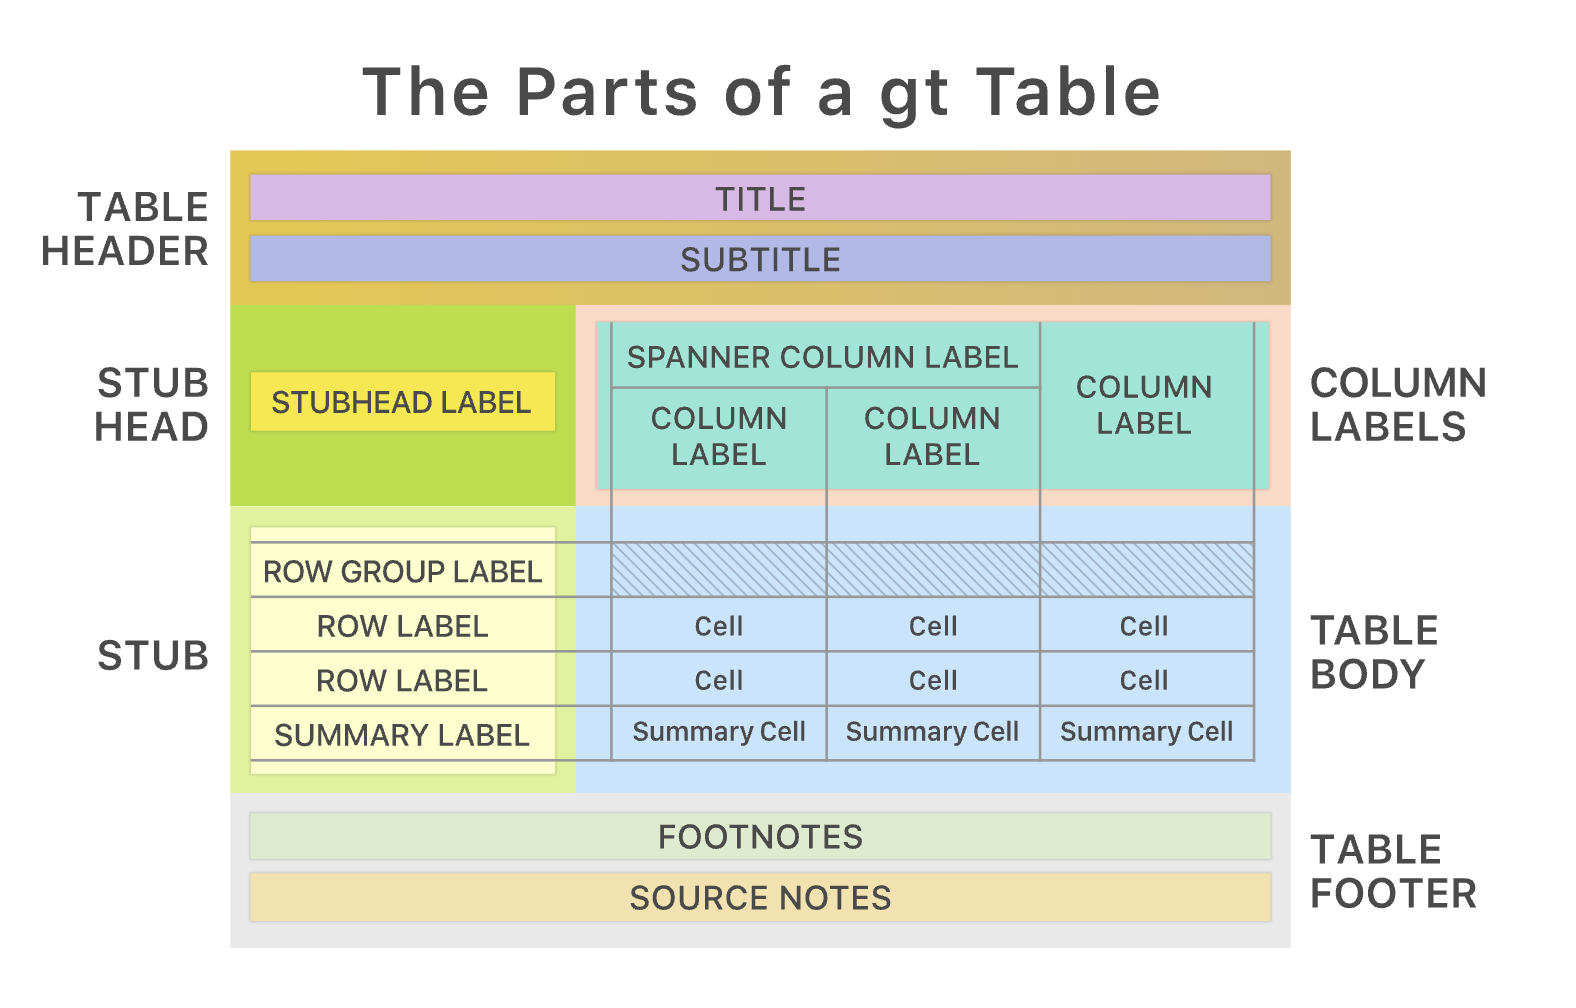 The Parts of a gt Table
TABLE
HEADER
TITLE
SUBTITLE
STUB
HEAD
STUBHEAD LABEL
SPANNER COLUMN LABEL
COLUMN
LABEL
COLUMN
LABEL
COLUMN
LABEL
COLUMN
LABELS
STUB
ROW GROUP LABEL
ROW LABEL
Cell
Cell
Cell
ROW LABEL
Cell
Cell
Cell
SUMMARY LABEL
Summary Cell
Summary Cell
Summary Cell
TABLE
BODY
FOOTNOTES
SOURCE NOTES
TABLE
FOOTER